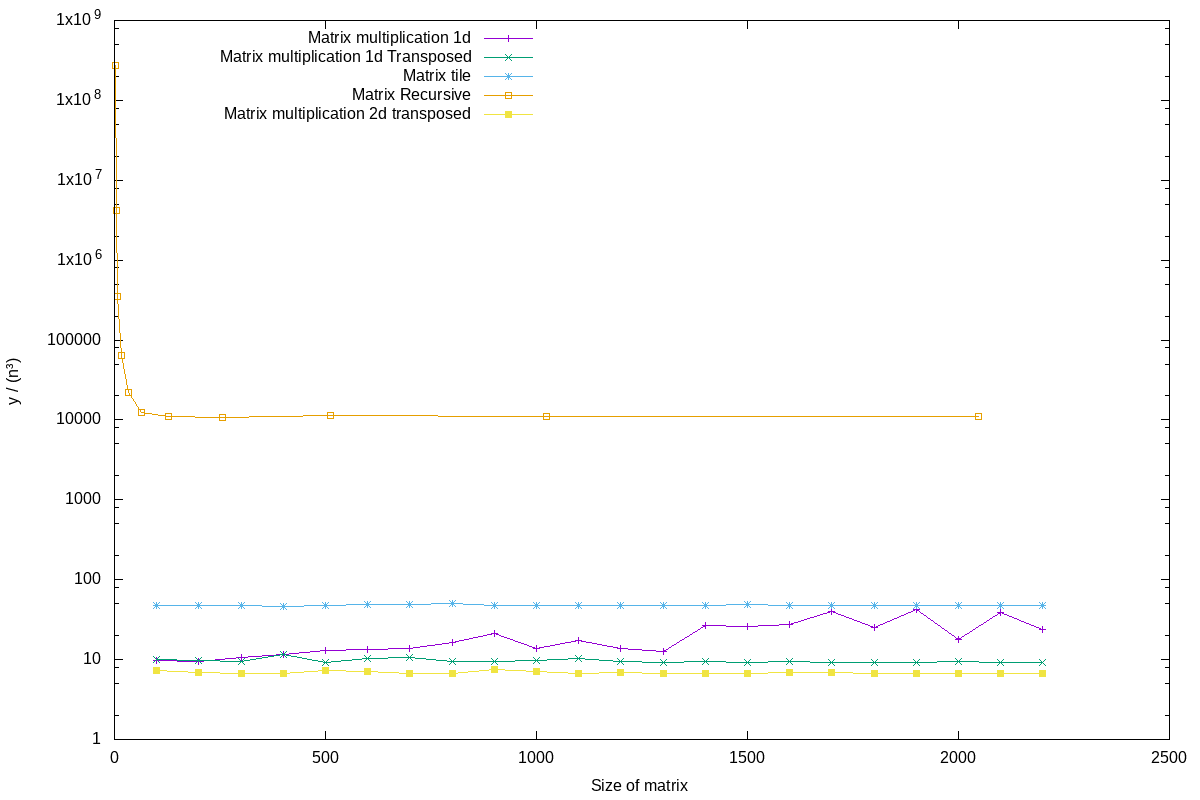 1x10^9
1x10^8
1x10^7
1x10^6
100000
10000
1000
100
10
1
y / (n³)
Matrix multiplication 1d
Matrix multiplication 1d Transposed
Matrix tile
Matrix Recursive
Matrix multiplication 2d transposed
0 500 1000 1500 2000 2500
Size of matrix